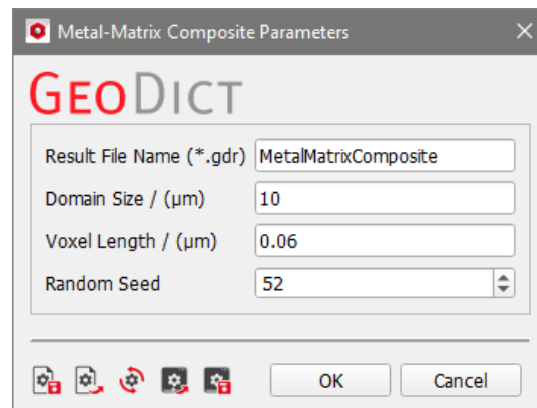 Metal-Matrix Composite Parameters
GEODICT
Result File Name (*.gdr) MetalMatrixComposite
Domain Size / (µm) 10
Voxel Length / (µm) 0.06
Random Seed 52
OK Cancel